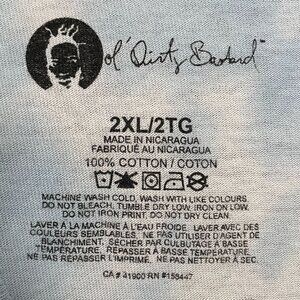 ol' Dirty Bastard™
2XL/2TG
MADE IN NICARAGUA
FABRIQUÉ AU NICARAGUA
100% COTTON / COTON
MACHINE WASH COLD, WASH WITH LIKE COLOURS.
DO NOT BLEACH. TUMBLE DRY LOW. IRON ON LOW.
DO NOT IRON PRINT. DO NOT DRY CLEAN.
LAVER À LA MACHINE À L'EAU FROIDE. LAVER AVEC DES
COULEURS SEMBLABLES. NE PAS UTILISER D'AGENT DE
BLANCHIMENT. SÉCHER PAR CULBUTAGE À BASSE
TEMPÉRATURE. REPASSER À BASSE TEMPÉRATURE.
NE PAS REPASSER L'IMPRIMÉ. NE PAS NETTOYER À SEC.
CA# 41900 RN #158447